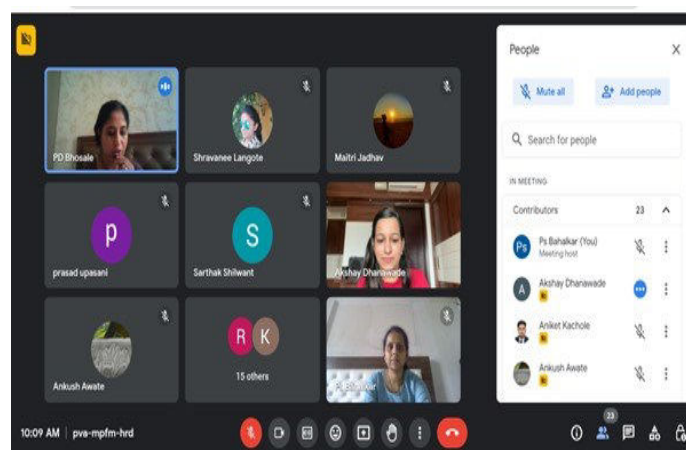 People
Mute all
Add people
Search for people
IN MEETING
Contributors
23
Ps
Ps Bahalkar (You)
Meeting host
A
Akshay Dhanawade
Aniket Kachole
Ankush Awate
PD Bhosale
Shravanee Langote
Maitri Jadhav
p
prasad upasani
S
Sarthak Shilwant
Akshay Dhanawade
Ankush Awate
R
K
15 others
10:09 AM | pva-mpfm-hrd
23